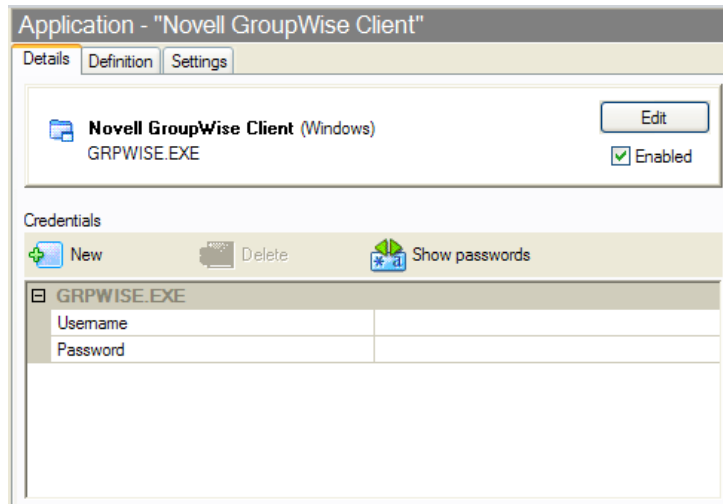 Application - "Novell GroupWise Client"
Details Definition Settings
Novell GroupWise Client (Windows) Edit
GRPWISE.EXE Enabled
Credentials
New Delete Show passwords
GRPWISE.EXE
Username
Password